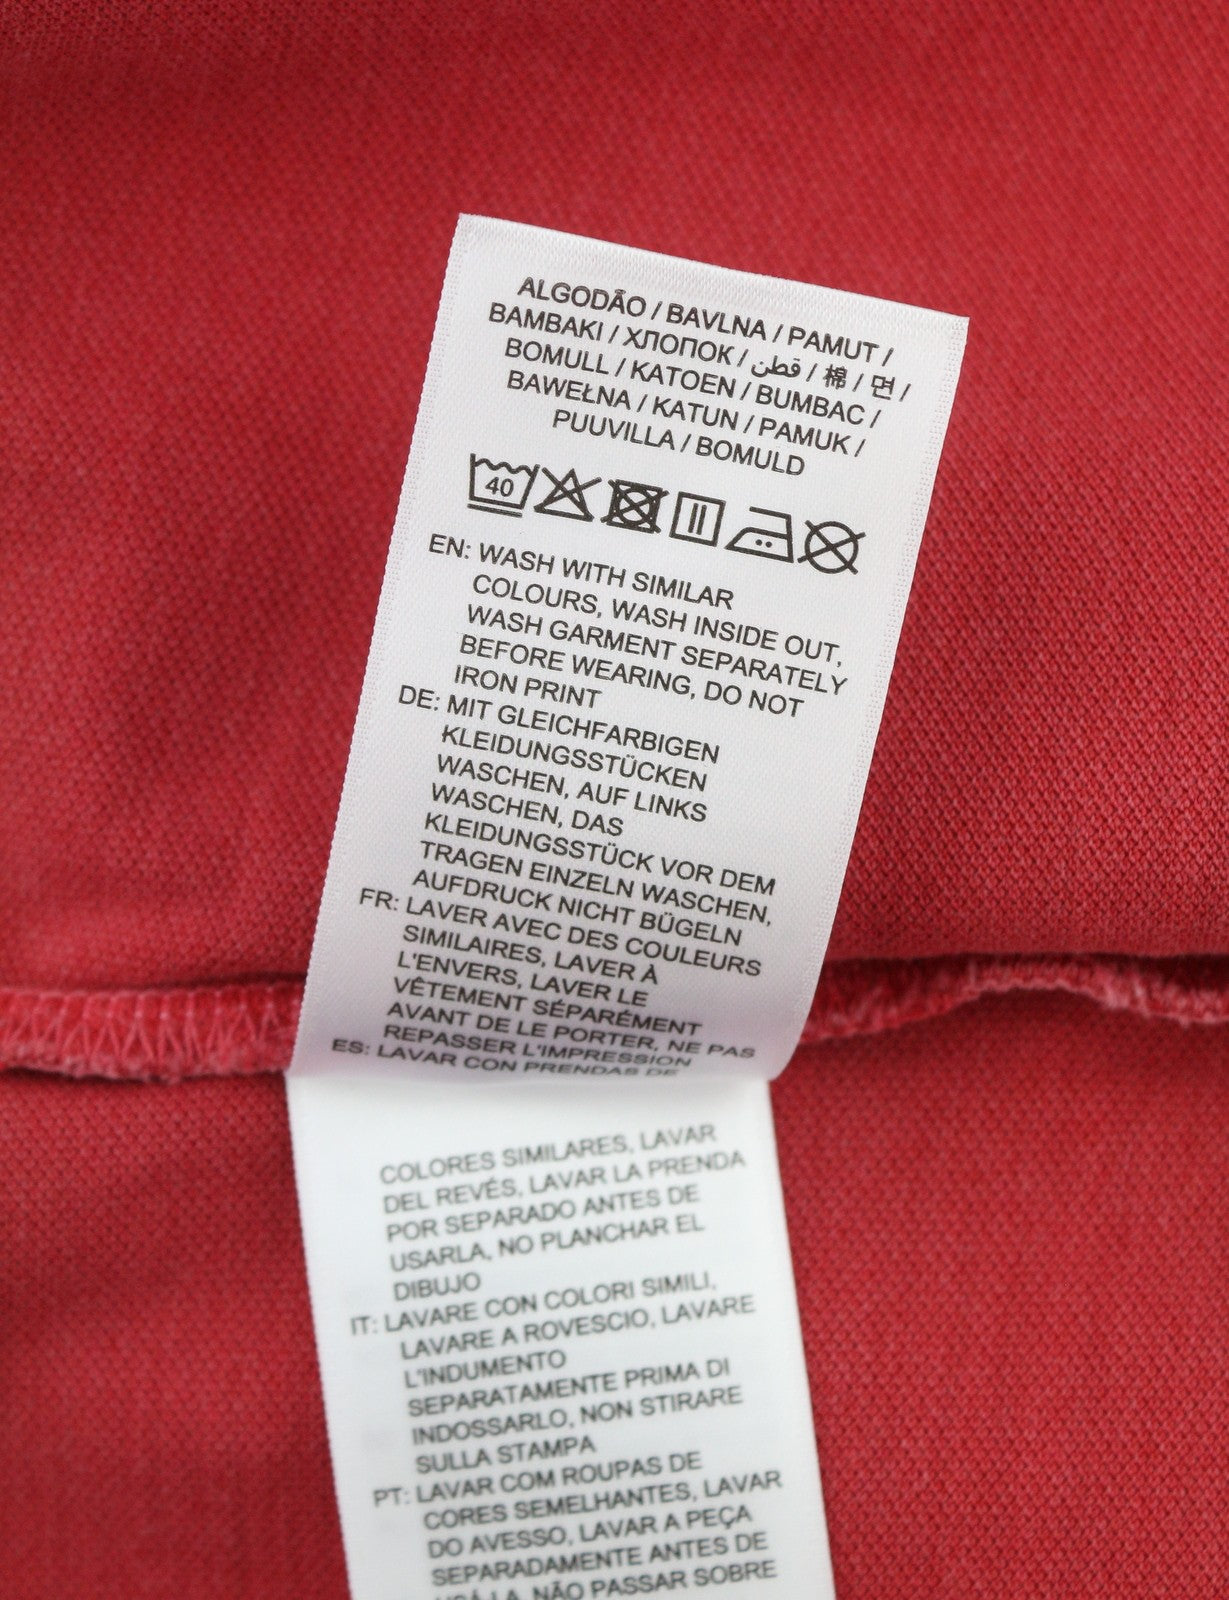 ALGODÃO / BAVLNA / PAMUT /
BAMBAKI / ХЛОПОК / قطن / 棉 / 면 /
BOMULL / KATOEN / BUMBAC /
BAWEŁNA / KATUN / PAMUK /
PUUVILLA / BOMULD
40
EN: WASH WITH SIMILAR
COLOURS, WASH INSIDE OUT,
WASH GARMENT SEPARATELY
BEFORE WEARING, DO NOT
IRON PRINT
DE: MIT GLEICHFARBIGEN
KLEIDUNGSSTÜCKEN
WASCHEN, AUF LINKS
WASCHEN, DAS
KLEIDUNGSSTÜCK VOR DEM
TRAGEN EINZELN WASCHEN,
AUFDRUCK NICHT BÜGELN
FR: LAVER AVEC DES COULEURS
SIMILAIRES, LAVER À
L'ENVERS, LAVER LE
VÊTEMENT SÉPARÉMENT
AVANT DE LE PORTER, NE PAS
REPASSER L'IMPRESSION
ES: LAVAR CON PRENDAS DE
COLORES SIMILARES, LAVAR
DEL REVÉS, LAVAR LA PRENDA
POR SEPARADO ANTES DE
USARLA, NO PLANCHAR EL
DIBUJO
IT: LAVARE CON COLORI SIMILI,
LAVARE A ROVESCIO, LAVARE
L'INDUMENTO
SEPARATAMENTE PRIMA DI
INDOSSARLO, NON STIRARE
SULLA STAMPA
PT: LAVAR COM ROUPAS DE
CORES SEMELHANTES, LAVAR
DO AVESSO, LAVAR A PEÇA
SEPARADAMENTE ANTES DE
USÁ-LA, NÃO PASSAR SOBRE